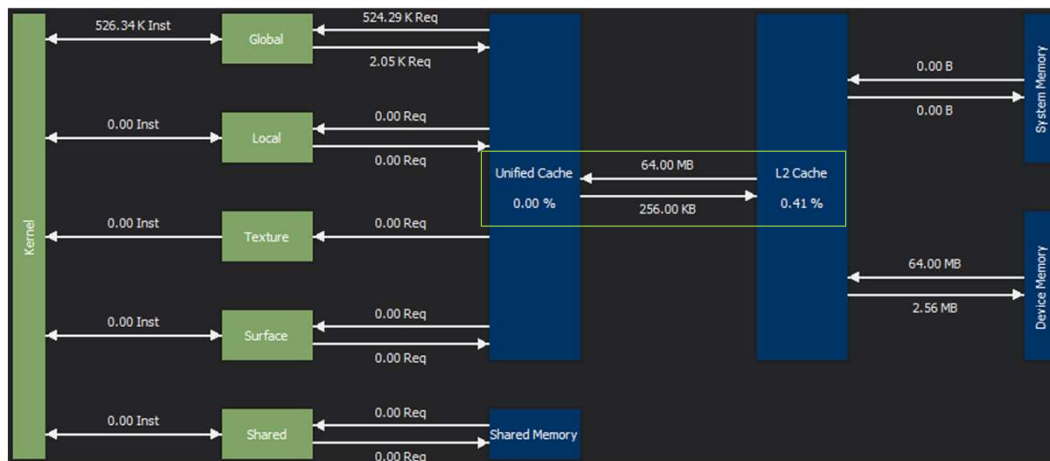 524.29 K Req
526.34 K Inst
Global
2.05 K Req
0.00 B
0.00 B
System Memory
0.00 Req
0.00 Inst
Local
0.00 Req
Unified Cache
64.00 MB
L2 Cache
0.00 %
256.00 KB
0.41 %
Kernel
0.00 Inst
Texture
0.00 Req
64.00 MB
2.56 MB
Device Memory
0.00 Req
0.00 Inst
Surface
0.00 Req
0.00 Req
0.00 Inst
Shared
Shared Memory
0.00 Req